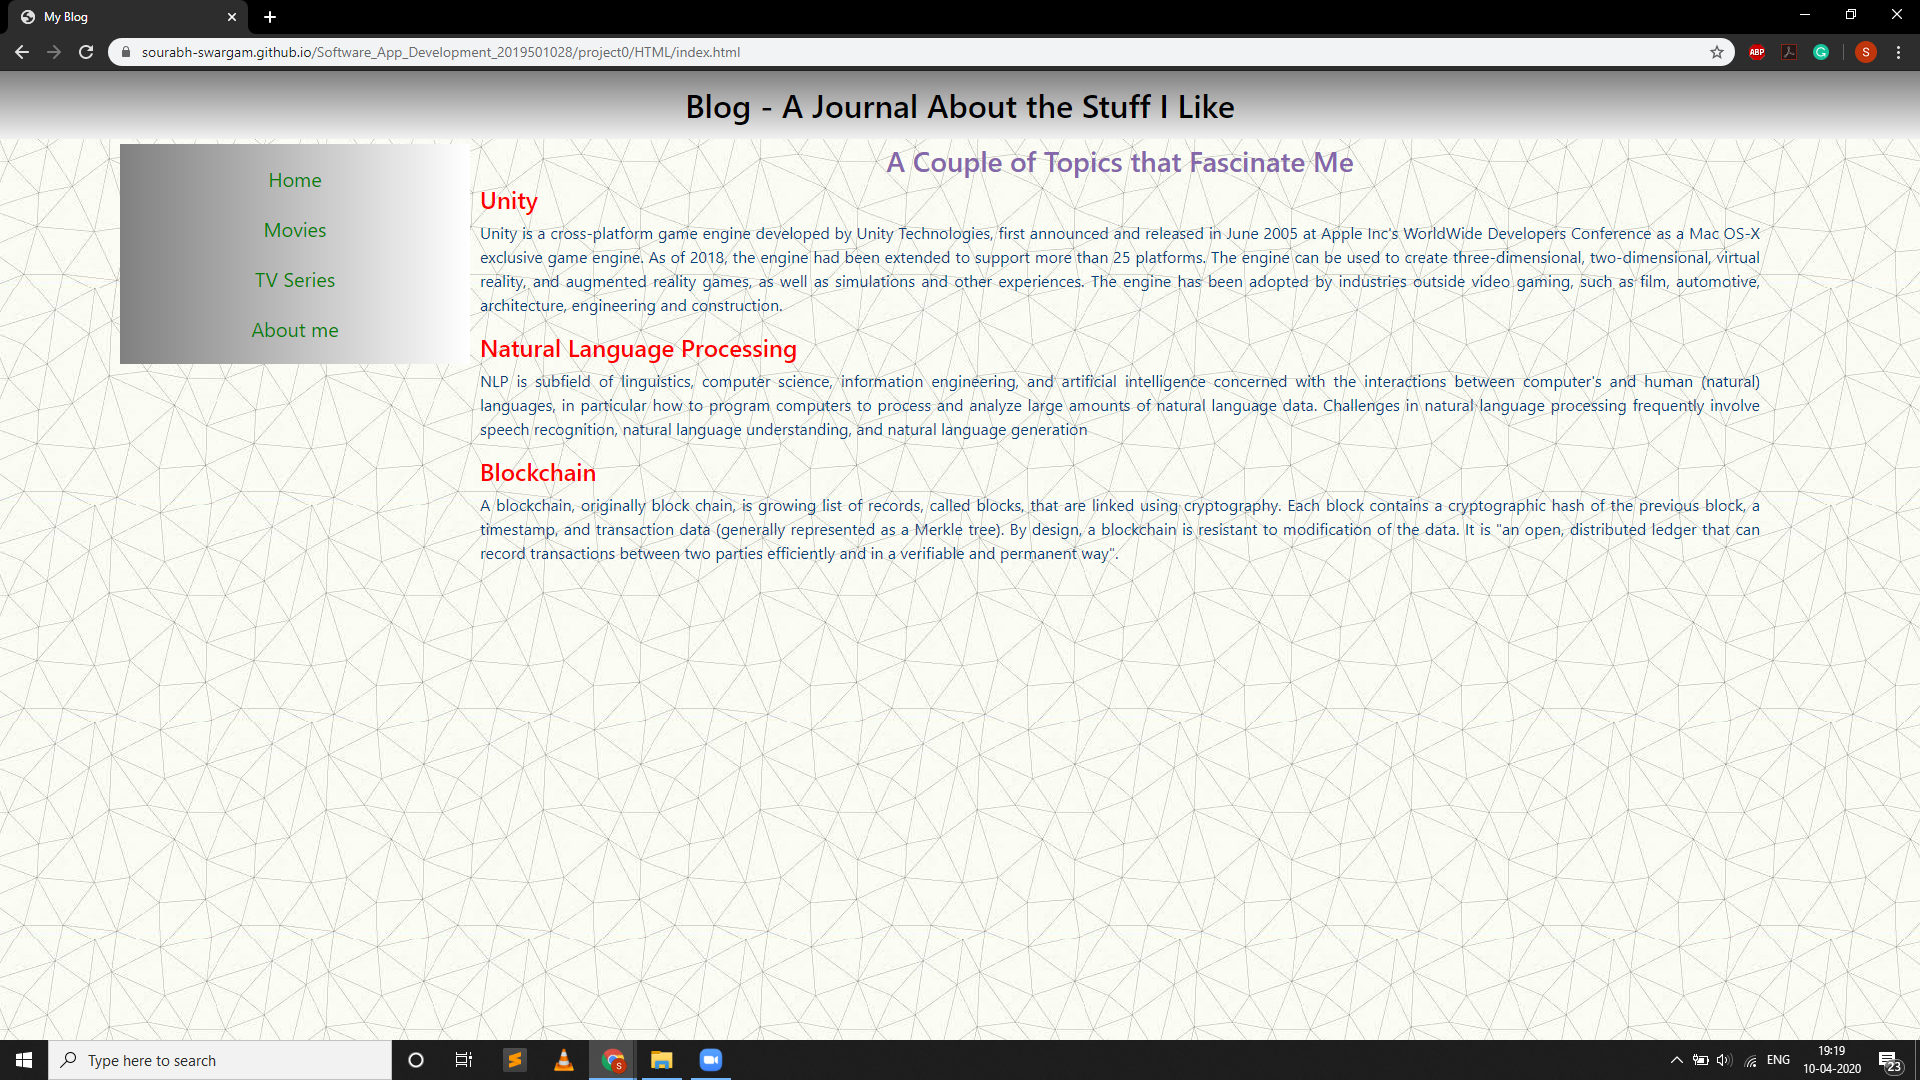 My Blog
sourabh-swargam.github.io/Software_App_Development_2019501028/project0/HTML/index.html
ABP
S
Blog - A Journal About the Stuff I Like
Home
Movies
TV Series
About me
A Couple of Topics that Fascinate Me
Unity
Unity is a cross-platform game engine developed by Unity Technologies, first announced and released in June 2005 at Apple Inc's WorldWide Developers Conference as a Mac OS-X
exclusive game engine. As of 2018, the engine had been extended to support more than 25 platforms. The engine can be used to create three-dimensional, two-dimensional, virtual
reality, and augmented reality games, as well as simulations and other experiences. The engine has been adopted by industries outside video gaming, such as film, automotive,
architecture, engineering and construction.
Natural Language Processing
NLP is subfield of linguistics, computer science, information engineering, and artificial intelligence concerned with the interactions between computer's and human (natural)
languages, in particular how to program computers to process and analyze large amounts of natural language data. Challenges in natural language processing frequently involve
speech recognition, natural language understanding, and natural language generation
Blockchain
A blockchain, originally block chain, is growing list of records, called blocks, that are linked using cryptography. Each block contains a cryptographic hash of the previous block, a
timestamp, and transaction data (generally represented as a Merkle tree). By design, a blockchain is resistant to modification of the data. It is "an open, distributed ledger that can
record transactions between two parties efficiently and in a verifiable and permanent way".
Type here to search
S
ENG
19:19
10-04-2020
23